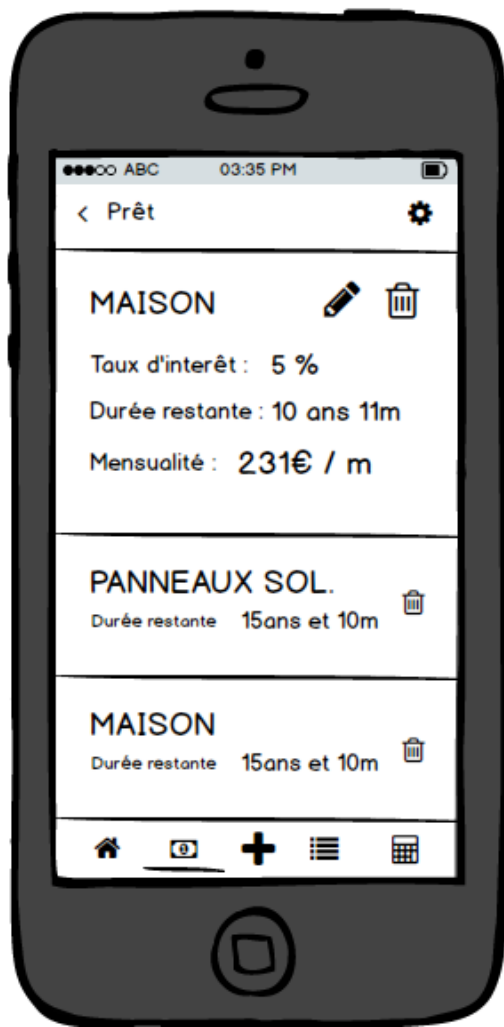 ABC 03:35 PM
< Prêt
MAISON
Taux d'interêt : 5 %
Durée restante : 10 ans 11m
Mensualité : 231€ / m
PANNEAUX SOL.
Durée restante 15ans et 10m
MAISON
Durée restante 15ans et 10m